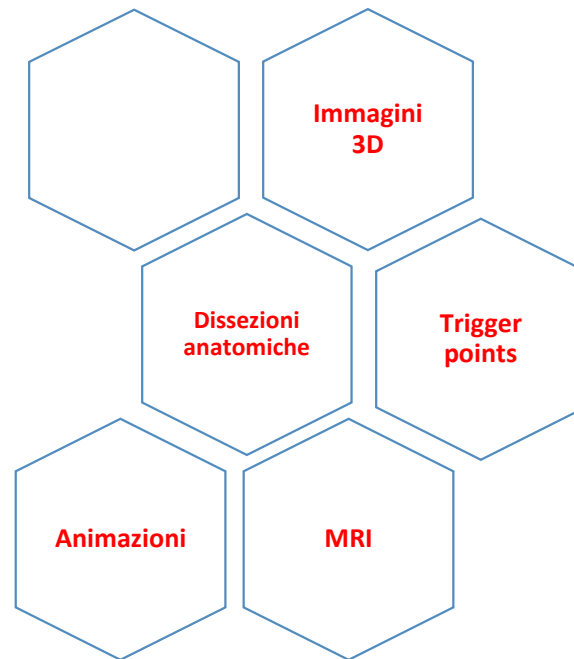 Immagini
3D
Dissezioni
anatomiche
Trigger
points
Animazioni
MRI